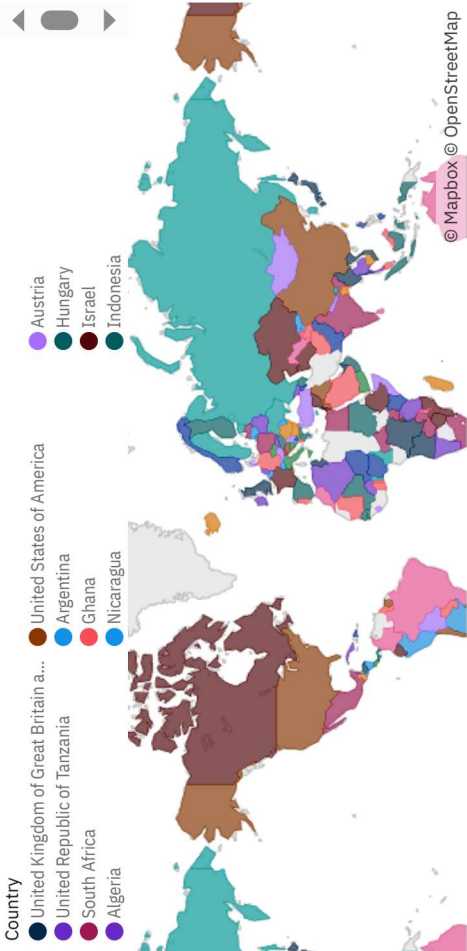 Country
United Kingdom of Great Britain a...
United States of America
Austria
United Republic of Tanzania
Argentina
Hungary
South Africa
Ghana
Israel
Algeria
Nicaragua
Indonesia
© Mapbox © OpenStreetMap